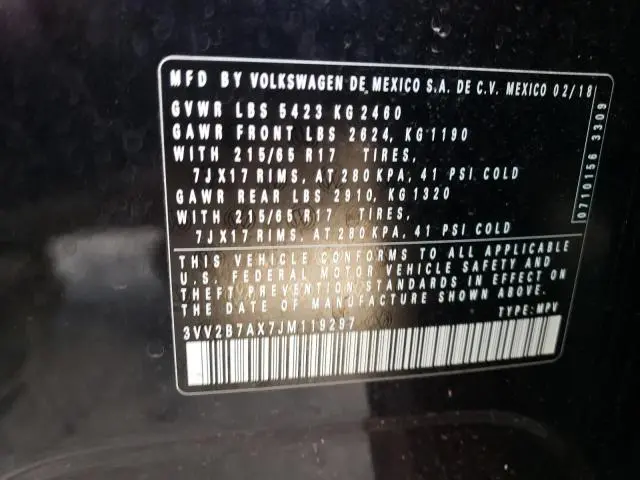 MFD BY VOLKSWAGEN DE MEXICO S.A. DE C.V. MEXICO 02/18
GVWR LBS 5423 KG 2460
GAWR FRONT LBS 2624, KG 1190
WITH 215/65 R17 TIRES,
7JX17 RIMS, AT 280 KPA, 41 PSI COLD
GAWR REAR LBS 2910, KG 1320
WITH 215/65 R17 TIRES,
7JX17 RIMS, AT 280 KPA, 41 PSI COLD
0710156 3309
THIS VEHICLE CONFORMS TO ALL APPLICABLE
U.S. FEDERAL MOTOR VEHICLE SAFETY AND
THEFT PREVENTION STANDARDS IN EFFECT ON
THE DATE OF MANUFACTURE SHOWN ABOVE.
3VV2B7AX7JM119297
TYPE: MPV